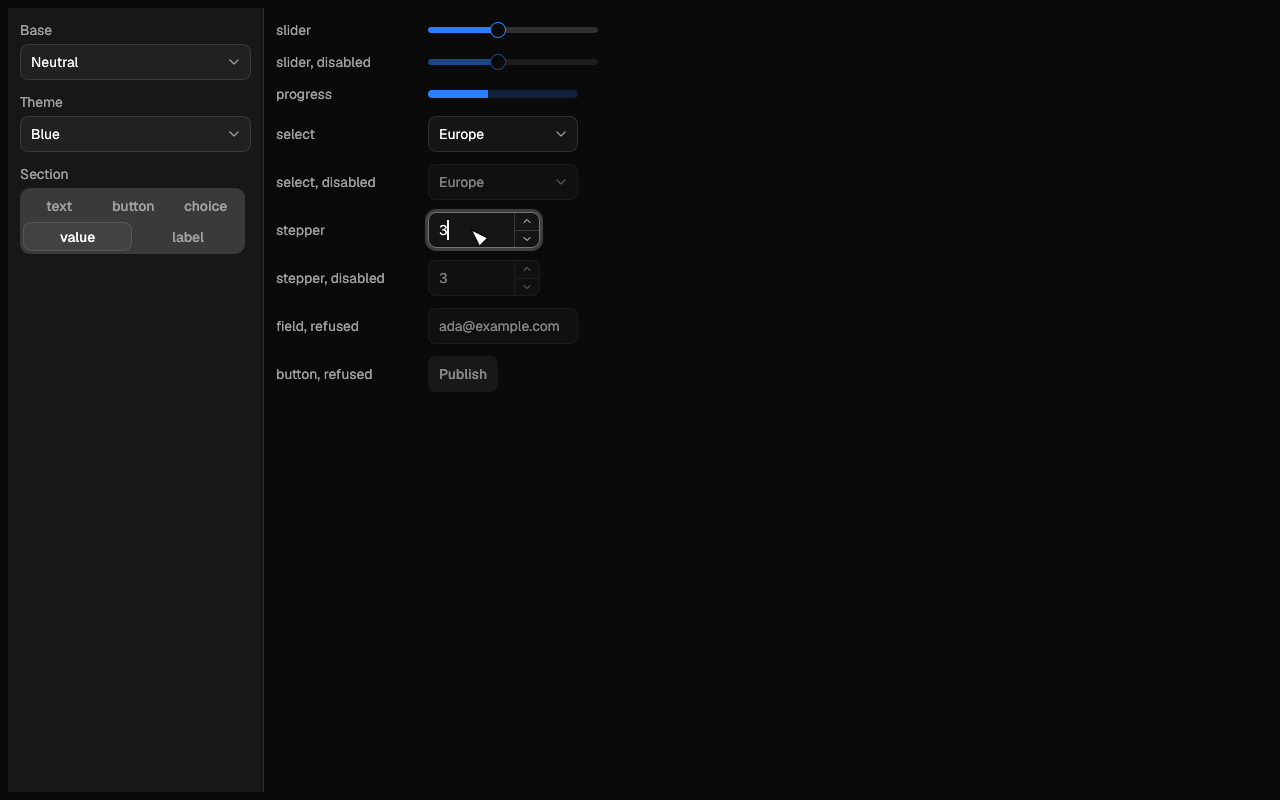 Base
Neutral
Theme
Blue
Section
text button choice
value label
slider
slider, disabled
progress
select Europe
select, disabled Europe
stepper 3
stepper, disabled 3
field, refused ada@example.com
button, refused Publish